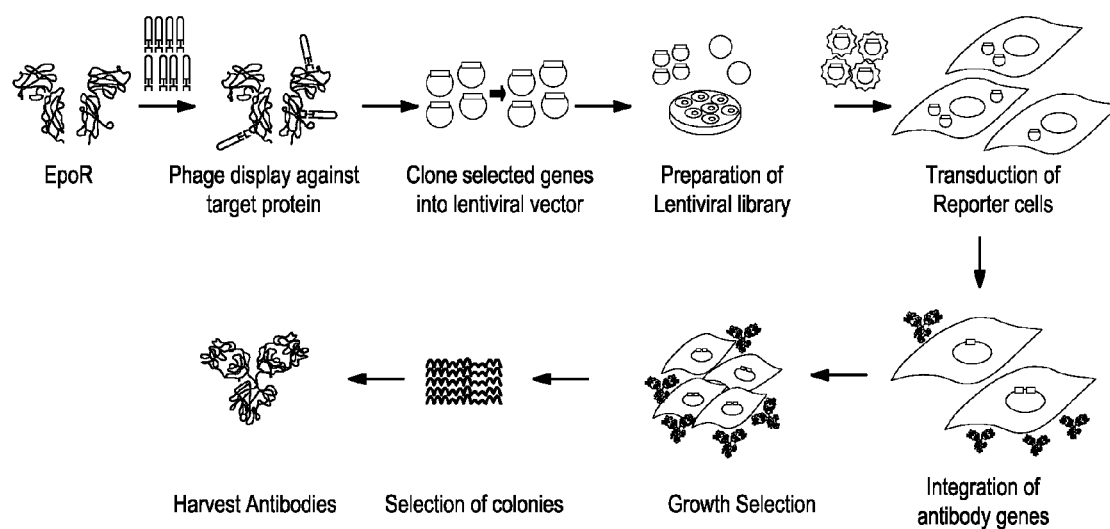 EpoR
Phage display against
target protein
Clone selected genes
into lentiviral vector
Preparation of
Lentiviral library
Transduction of
Reporter cells
Harvest Antibodies
Selection of colonies
Growth Selection
Integration of
antibody genes